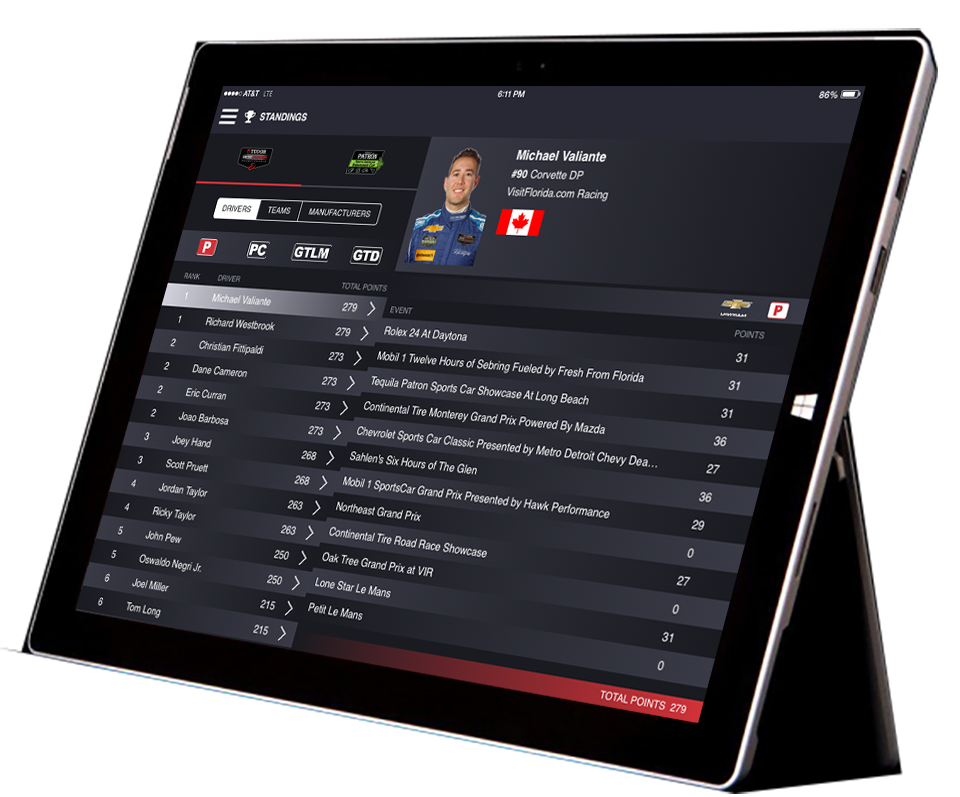 AT&T LTE
6:11 PM
86%
STANDINGS
TUDOR
PATRON
DRIVERS TEAMS MANUFACTURERS
P PC GTLM GTD
Michael Valiante
#90 Corvette DP
VisitFlorida.com Racing
RANK DRIVER TOTAL POINTS
1 Michael Valiante 279
1 Richard Westbrook 279
2 Christian Fittipaldi 273
2 Dane Cameron 273
2 Eric Curran 273
2 Joao Barbosa 273
3 Joey Hand 268
3 Scott Pruett 268
4 Jordan Taylor 263
4 Ricky Taylor 263
5 John Pew 250
5 Oswaldo Negri Jr. 250
6 Joel Miller 215
6 Tom Long 215
P
EVENT POINTS
Rolex 24 At Daytona 31
Mobil 1 Twelve Hours of Sebring Fueled by Fresh From Florida 31
Tequila Patron Sports Car Showcase At Long Beach 31
Continental Tire Monterey Grand Prix Powered By Mazda 36
Chevrolet Sports Car Classic Presented by Metro Detroit Chevy Dea... 27
Sahlen's Six Hours of The Glen 36
Mobil 1 SportsCar Grand Prix Presented by Hawk Performance 29
Northeast Grand Prix 0
Continental Tire Road Race Showcase 27
Oak Tree Grand Prix at VIR 0
Lone Star Le Mans 31
Petit Le Mans 0
TOTAL POINTS 279